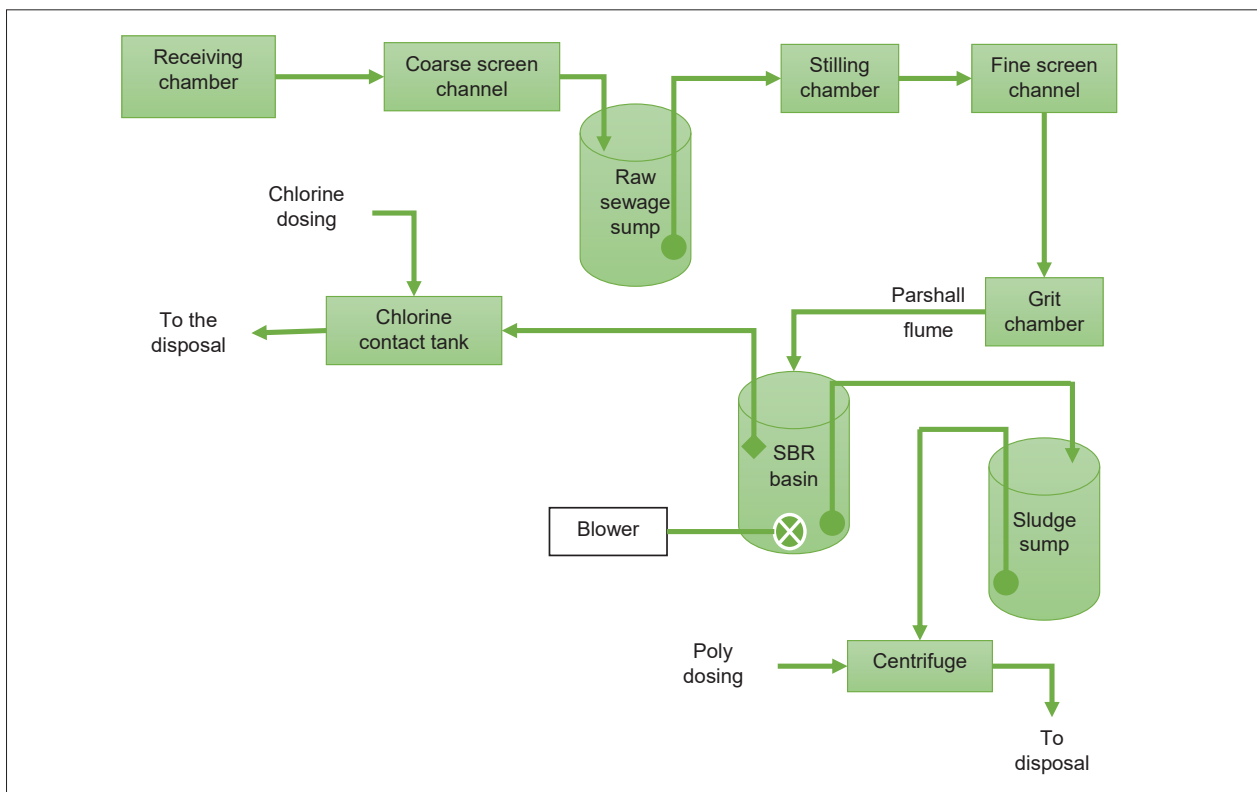 Receiving
chamber
Coarse screen
channel
Stilling
chamber
Fine screen
channel
Raw
sewage
sump
Chlorine
dosing
Parshall
flume
Grit
chamber
To the
disposal
Chlorine
contact tank
SBR
basin
Blower
Sludge
sump
Poly
dosing
Centrifuge
To
disposal